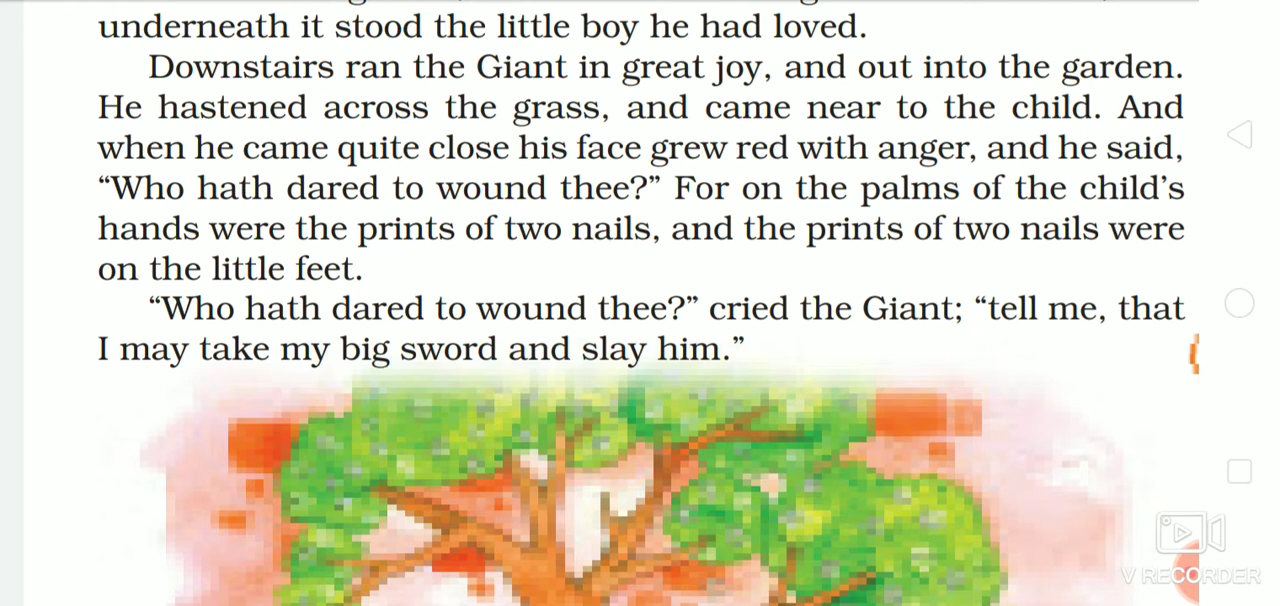 underneath it stood the little boy he had loved.
Downstairs ran the Giant in great joy, and out into the garden.
He hastened across the grass, and came near to the child. And
when he came quite close his face grew red with anger, and he said,
“Who hath dared to wound thee?” For on the palms of the child’s
hands were the prints of two nails, and the prints of two nails were
on the little feet.
“Who hath dared to wound thee?” cried the Giant; “tell me, that
I may take my big sword and slay him.”
V RECORDER